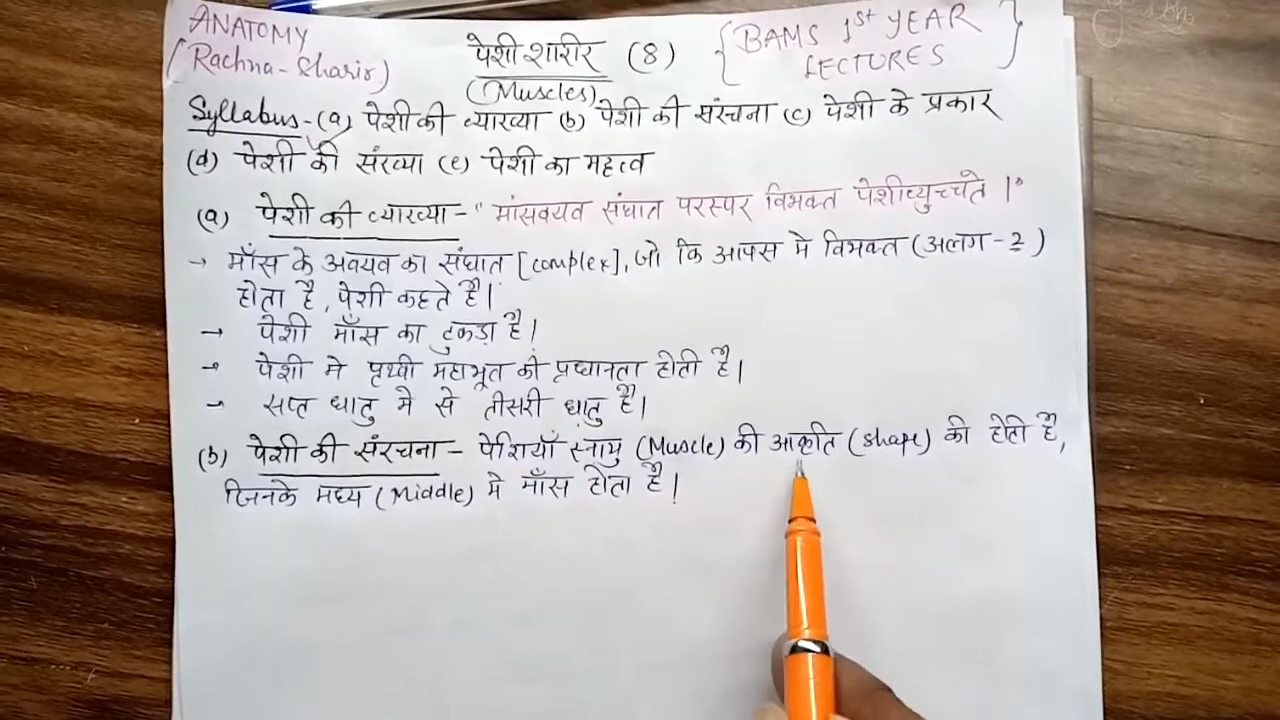 ANATOMY
(Rachna-Sharir)
पेशी शारीर (8)
(Muscles)
{BAMS 1st YEAR
LECTURES}
Syllabus-(a) पेशी की व्याख्या (b) पेशी की संरचना (c) पेशी के प्रकार
(d) पेशी की संख्या (e) पेशी का महत्व
(a) पेशी की व्याख्या - "मांसवयव संघात परस्पर विभक्त पेशीव्युच्चते ।"
→ माँस के अवयव का संघात [complex], जो कि आपस मे विभक्त (अलग-2)
होता है, पेशी कहते है।
→ पेशी माँस का टुकड़ा है।
→ पेशी मे पृथ्वी महाभूत की प्रधानता होती है।
→ सप्त धातु मे से तीसरी धातु है।
(b) पेशी की संरचना - पेशियाँ स्नायु (Muscle) की आकृति (shape) की होती है,
जिनके मध्य (Middle) मे माँस होता है।